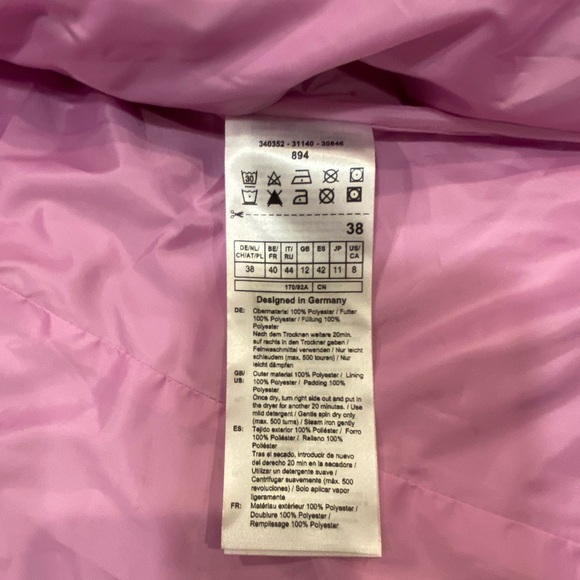 340352 - 31140 - 30846
894
30
38
DE/NL/ CH/AT/PL BE/ FR IT/ RU GB ES JP US/ CA
38 40 44 12 42 11 8
170/92A CN
Designed in Germany
DE: Obermaterial 100% Polyester / Futter
100% Polyester / Füllung 100%
Polyester
Nach dem Trocknen weitere 20min.
auf rechts in den Trockner geben /
Feinwaschmittel verwenden / Nur leicht
schleudern (max. 500 touren) / Nur
leicht dämpfen
GB/ US: Outer material 100% Polyester / Lining
100% Polyester / Padding 100%
Polyester
Once dry, turn right side out and put in
the dryer for another 20 minutes. / Use
mild detergent / Gentle spin dry only
(max. 500 turns) / Steam iron gently
ES: Tejido exterior 100% Poliéster / Forro
100% Poliéster / Relleno 100%
Poliéster
Tras el secado, introducir de nuevo
del derecho 20 min en la secadora /
Utilizar un detergente suave /
Centrifugar suavemente (máx. 500
revoluciones) / Solo aplicar vapor
ligeramente
FR: Matériau extérieur 100% Polyester /
Doublure 100% Polyester /
Remplissage 100% Polyester